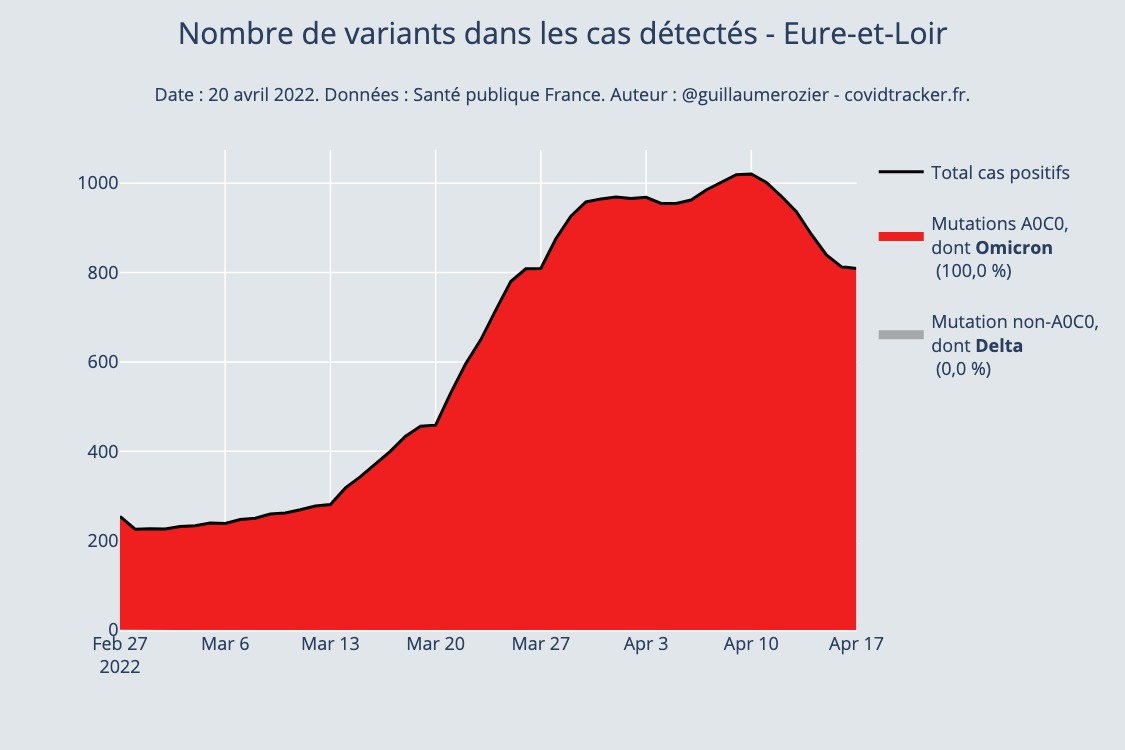 Nombre de variants dans les cas détectés - Eure-et-Loir
Date : 20 avril 2022. Données : Santé publique France. Auteur : @guillaumerozier - covidtracker.fr.
1000
800
600
400
200
0
Feb 27
2022
Mar 6
Mar 13
Mar 20
Mar 27
Apr 3
Apr 10
Apr 17
Total cas positifs
Mutations A0C0,
dont Omicron
(100,0 %)
Mutation non-A0C0,
dont Delta
(0,0 %)